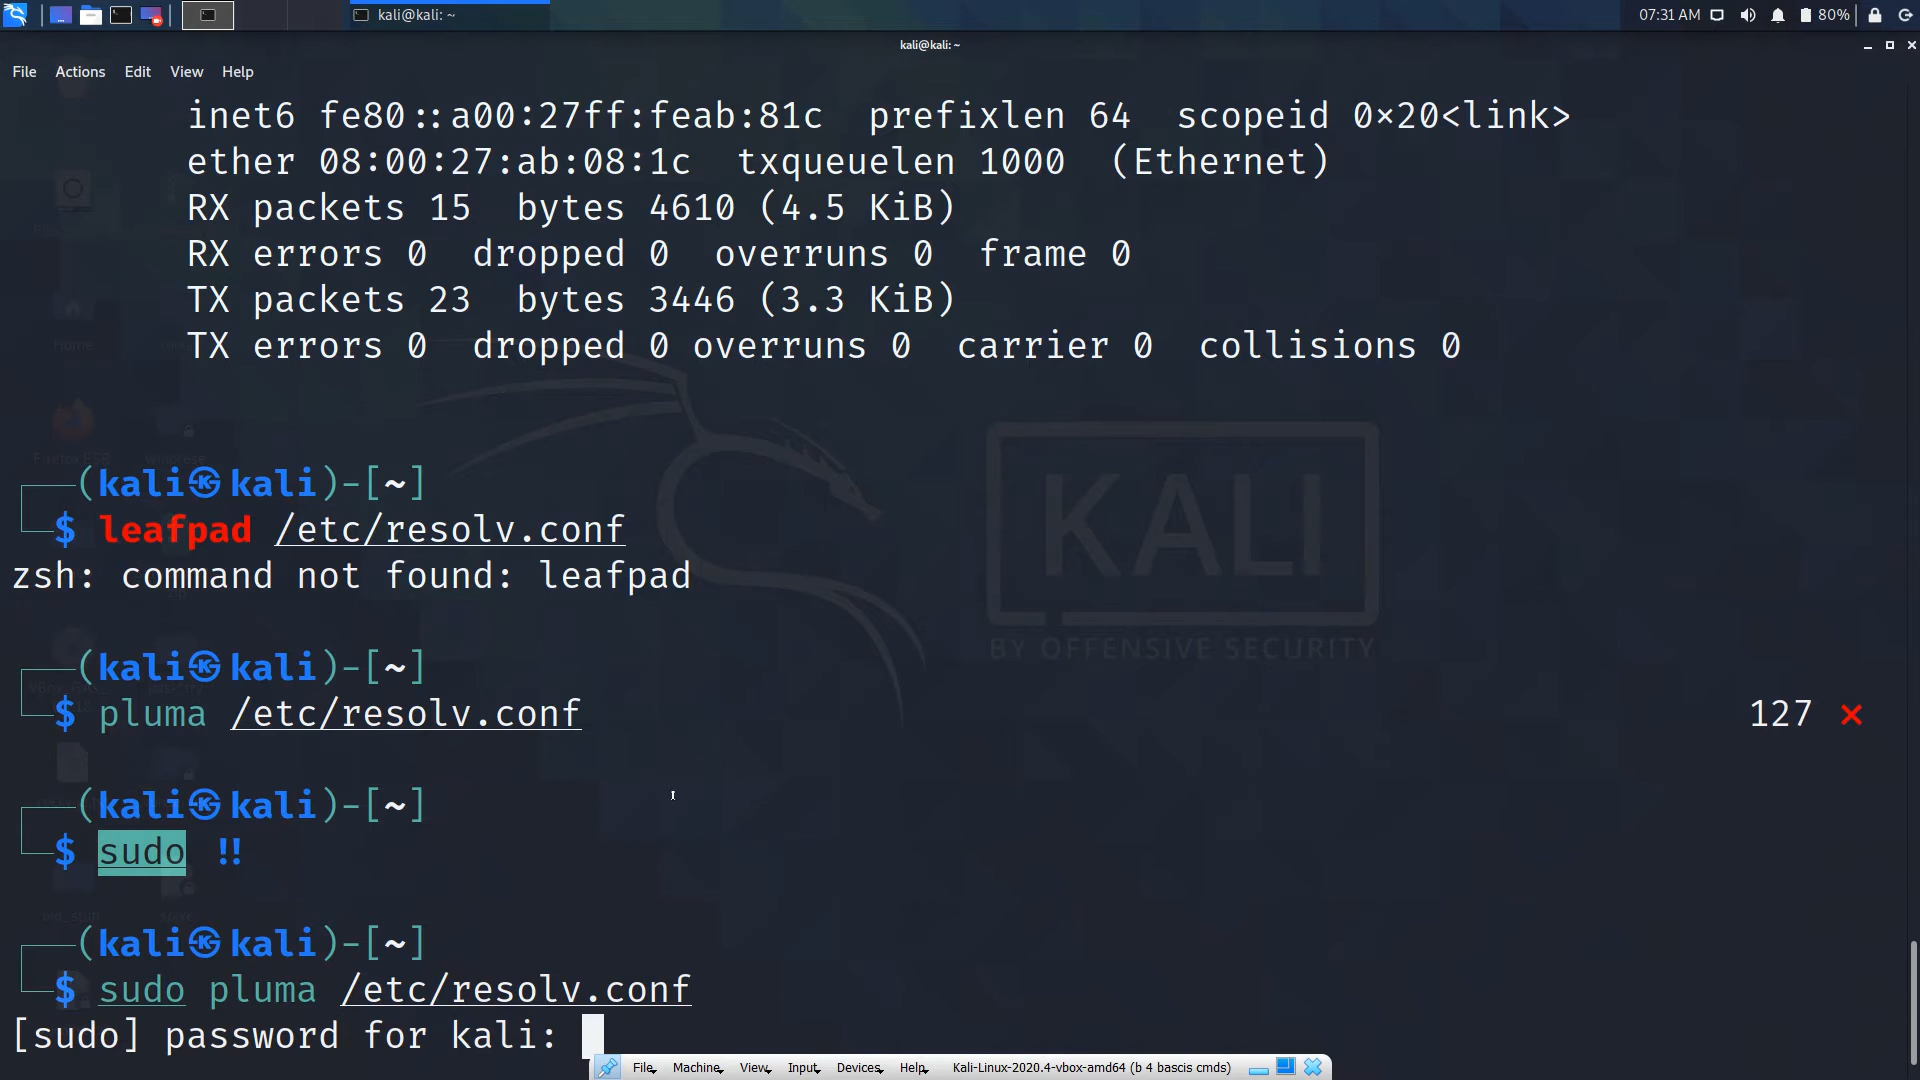 kali@kali: ~
07:31 AM
80%
kali@kali: ~
File Actions Edit View Help
inet6 fe80::a00:27ff:feab:81c prefixlen 64 scopeid 0×20<link>
ether 08:00:27:ab:08:1c txqueuelen 1000 (Ethernet)
RX packets 15 bytes 4610 (4.5 KiB)
RX errors 0 dropped 0 overruns 0 frame 0
TX packets 23 bytes 3446 (3.3 KiB)
TX errors 0 dropped 0 overruns 0 carrier 0 collisions 0
Home
Firefox ESR
KALI
BY OFFENSIVE SECURITY
(kali㉿kali)-[~]
$ leafpad /etc/resolv.conf
zsh: command not found: leafpad
(kali㉿kali)-[~]
$ pluma /etc/resolv.conf 127 ⨯
(kali㉿kali)-[~]
$ sudo !!
(kali㉿kali)-[~]
$ sudo pluma /etc/resolv.conf
[sudo] password for kali:
File Machine View Input Devices Help Kali-Linux-2020.4-vbox-amd64 (b 4 bascis cmds)